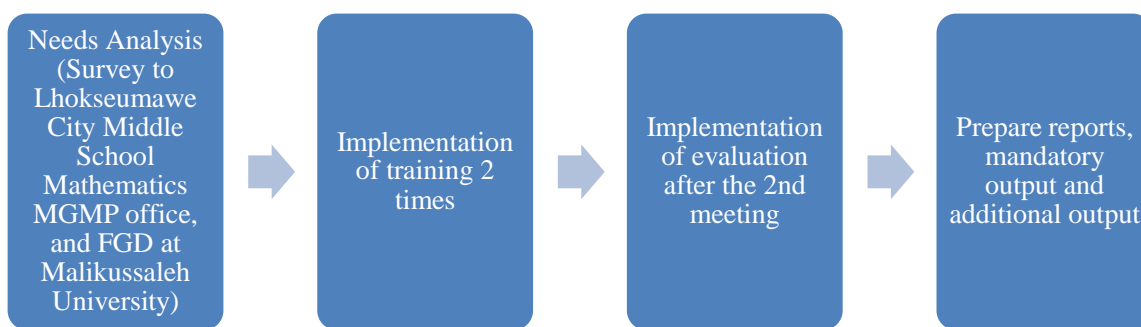 Needs Analysis
(Survey to
Lhokseumawe
City Middle
School
Mathematics
MGMP office,
and FGD at
Malikussaleh
University)
Implementation
of training 2
times
Implementation
of evaluation
after the 2nd
meeting
Prepare reports,
mandatory
output and
additional output